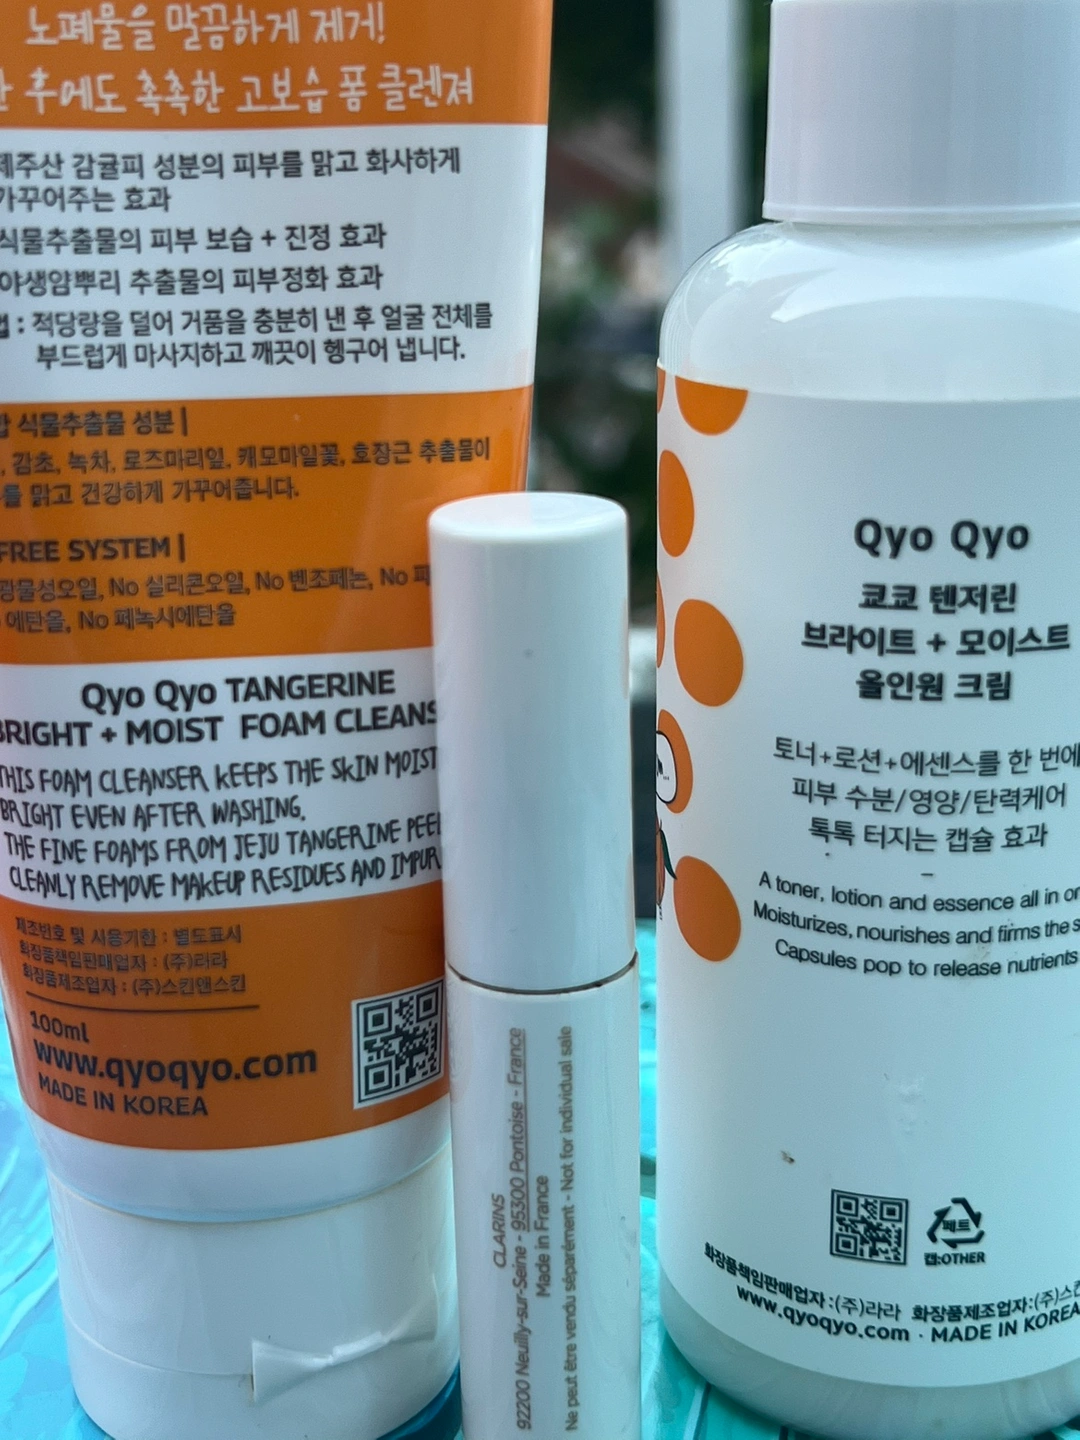 노폐물을 말끔하게 제거!
후에도 촉촉한 고보습 폼 클렌져
제주산 감귤피 성분의 피부를 맑고 화사하게
가꾸어주는 효과
식물추출물의 피부 보습 + 진정 효과
야생얌뿌리 추출물의 피부정화 효과
: 적당량을 덜어 거품을 충분히 낸 후 얼굴 전체를
부드럽게 마사지하고 깨끗이 헹구어 냅니다.
식물추출물 성분 |
, 감초, 녹차, 로즈마리잎, 캐모마일꽃, 호장근 추출물이
를 맑고 건강하게 가꾸어줍니다.
FREE SYSTEM |
광물성오일, No 실리콘오일, No 벤조페논, No 파
에탄올, No 페녹시에탄올
Qyo Qyo TANGERINE
BRIGHT + MOIST FOAM CLEANS
THIS FOAM CLEANSER KEEPS THE SKIN MOIST
BRIGHT EVEN AFTER WASHING.
THE FINE FOAMS FROM JEJU TANGERINE PEEL
CLEANLY REMOVE MAKEUP RESIDUES AND IMPUR
제조번호 및 사용기한 : 별도표시
화장품책임판매업자 : (주)라라
화장품제조업자 : (주)스킨앤스킨
100ml
www.qyoqyo.com
MADE IN KOREA
CLARINS
92200 Neuilly-sur-Seine - 95300 Pontoise - France
Made in France
Ne peut être vendu séparément - Not for individual sale
Qyo Qyo
쿄쿄 텐저린
브라이트 + 모이스트
올인원 크림
토너+로션+에센스를 한 번에
피부 수분/영양/탄력케어
톡톡 터지는 캡슐 효과
A toner, lotion and essence all in on
Moisturizes, nourishes and firms the s
Capsules pop to release nutrients
페트
캡:OTHER
화장품책임판매업자:(주)라라 화장품제조업자:(주)스킨
www.qyoqyo.com · MADE IN KOREA